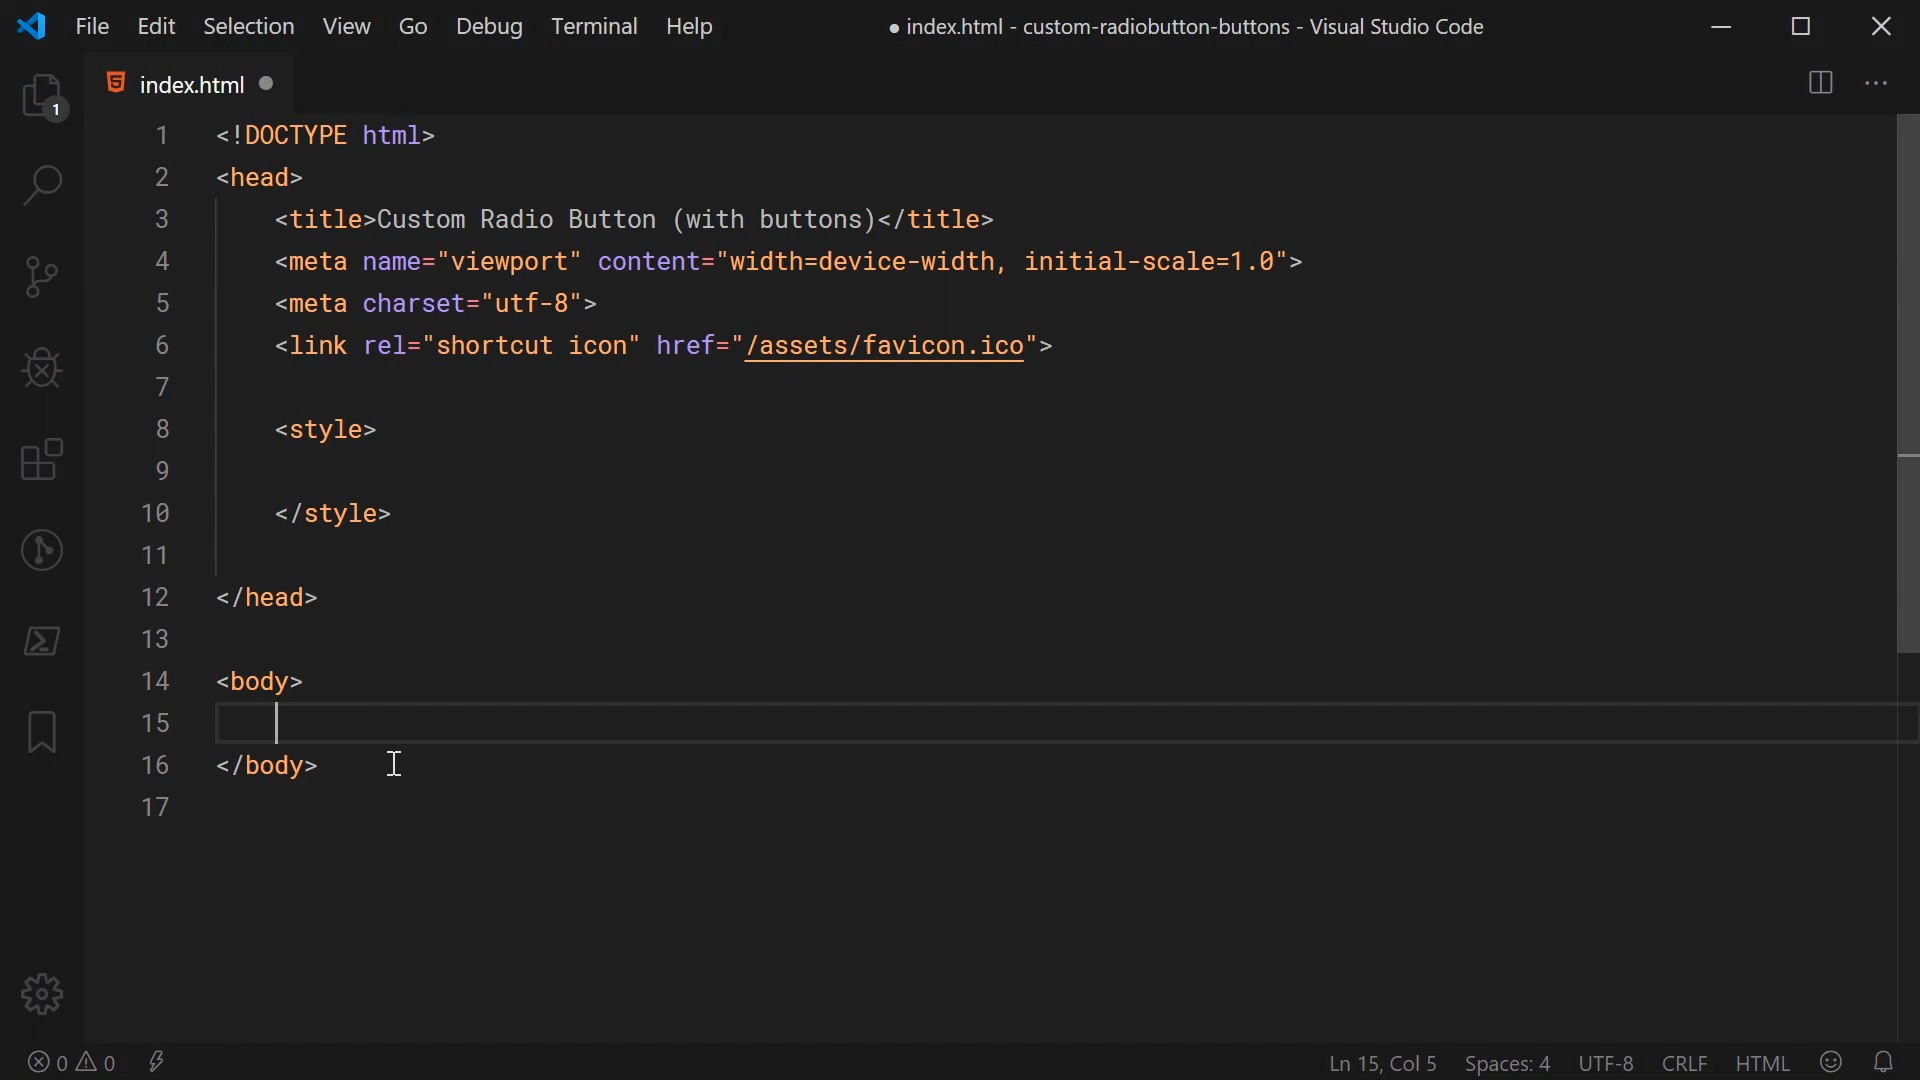 File Edit Selection View Go Debug Terminal Help ● index.html - custom-radiobutton-buttons - Visual Studio Code
index.html
1
1 <!DOCTYPE html>
2 <head>
3     <title>Custom Radio Button (with buttons)</title>
4     <meta name="viewport" content="width=device-width, initial-scale=1.0">
5     <meta charset="utf-8">
6     <link rel="shortcut icon" href="/assets/favicon.ico">
7
8     <style>
9
10     </style>
11
12 </head>
13
14 <body>
15
16 </body>
17
0 0 Ln 15, Col 5 Spaces: 4 UTF-8 CRLF HTML